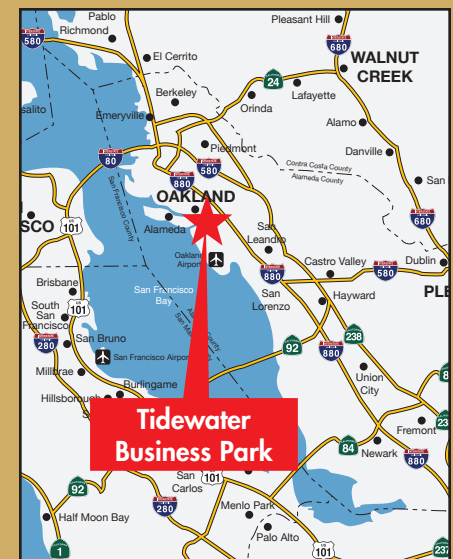 Pablo
Richmond
580
Pleasant Hill
680
El Cerrito
WALNUT
CREEK
24
Berkeley
Orinda
Lafayette
salito
Emeryville
Alamo
80
Piedmont
580
Danville
880
Contra Costa County
Alameda County
San
OAKLAND
San Francisco County
SCO
101
Alameda
680
San
Leandro
Oakland
Airport
880
Castro Valley
580
Dublin
Brisbane
San Francisco
Bay
San
Lorenzo
Hayward
PLE
South
San
Francisco
101
280
San Bruno
San Francisco Airport
92
238
880
Millbrae
Union
City
Burlingame
Hillsborough
Tidewater
Business Park
Fremont
84
Newark
880
San
Carlos
101
92
280
Menlo Park
Half Moon Bay
Palo Alto
1
101
237